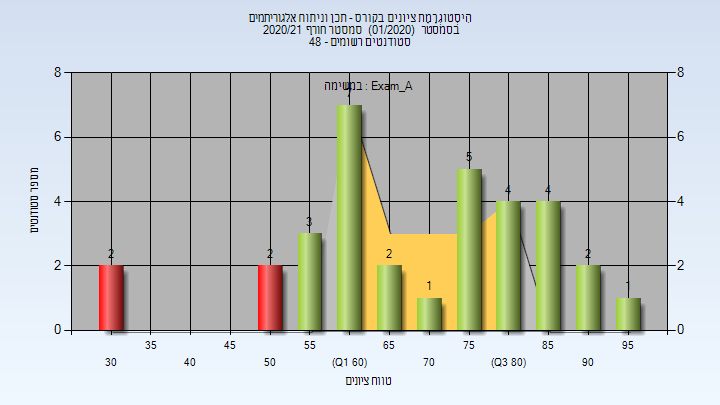 היסטוגרמת ציונים בקורס - תכן וניתוח אלגוריתמים
בסמסטר (01/2020) סמסטר חורף 2020/21
סטודנטים רשומים - 48
במשימה : Exam_A
מספר סטודנטים
8 8
6 6
4 4
2 2
0 0
2 2 3 7 2 1 5 4 4 2 1
35 45 55 65 75 85 95
30 40 50 (Q1 60) 70 (Q3 80) 90
טווח ציונים